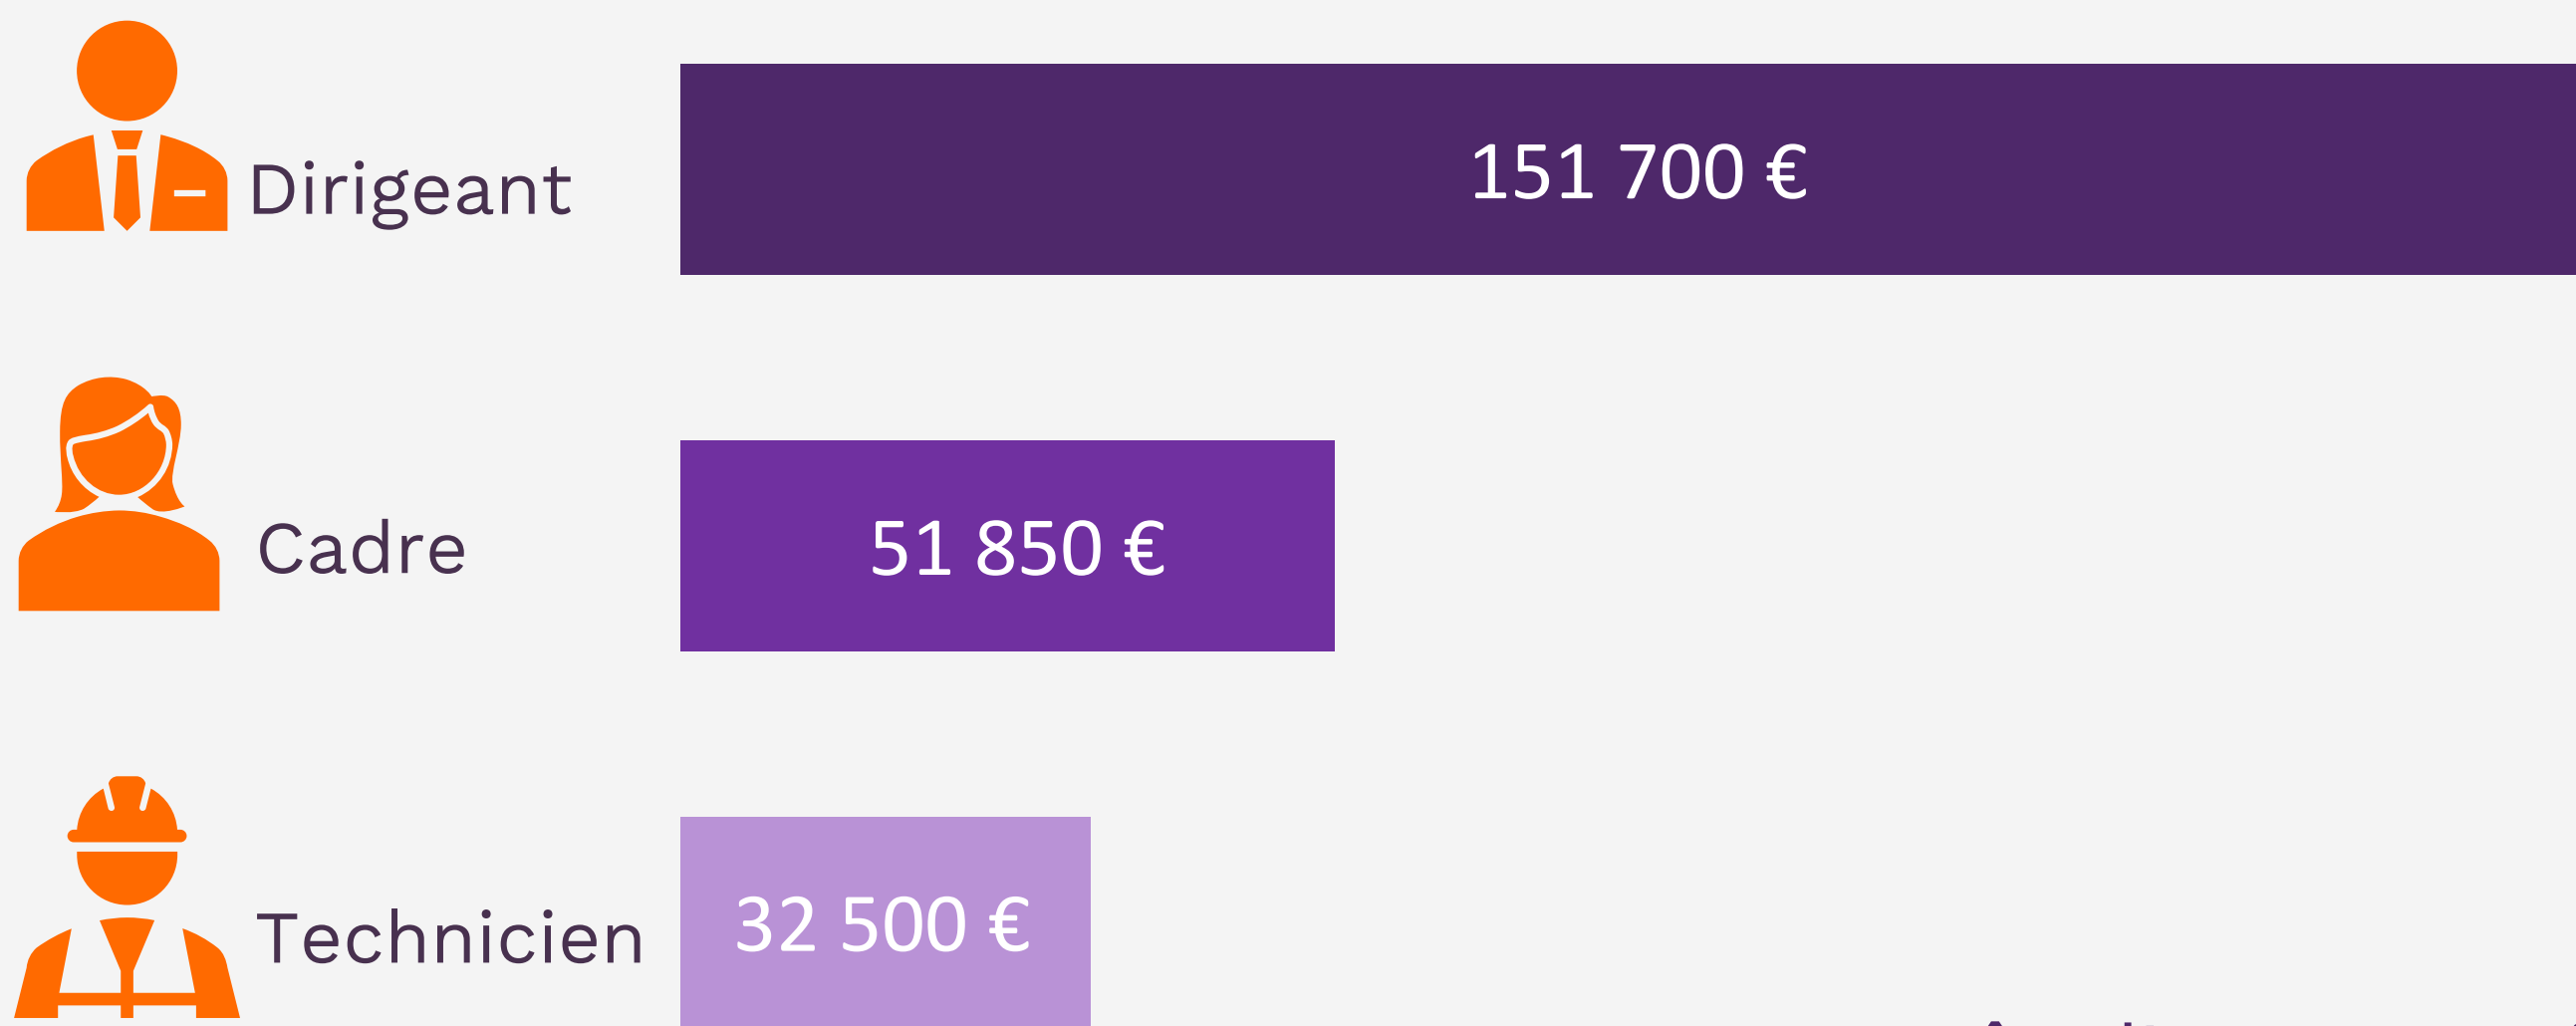 Dirigeant
151 700 €
Cadre
51 850 €
Technicien
32 500 €